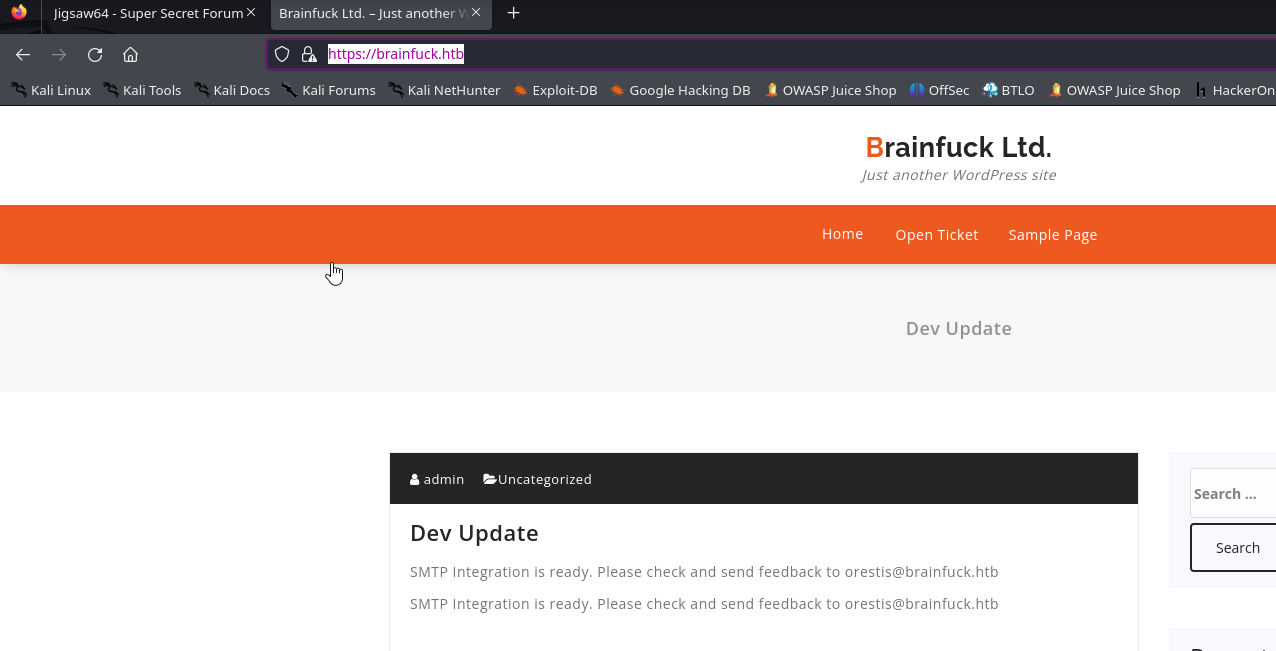 Jigsaw64 - Super Secret Forum
Brainfuck Ltd. – Just another W
https://brainfuck.htb
Kali Linux Kali Tools Kali Docs Kali Forums Kali NetHunter Exploit-DB Google Hacking DB OWASP Juice Shop OffSec BTLO OWASP Juice Shop HackerOn
Brainfuck Ltd.
Just another WordPress site
Home Open Ticket Sample Page
Dev Update
admin Uncategorized
Search ...
Dev Update
Search
SMTP Integration is ready. Please check and send feedback to orestis@brainfuck.htb
SMTP Integration is ready. Please check and send feedback to orestis@brainfuck.htb